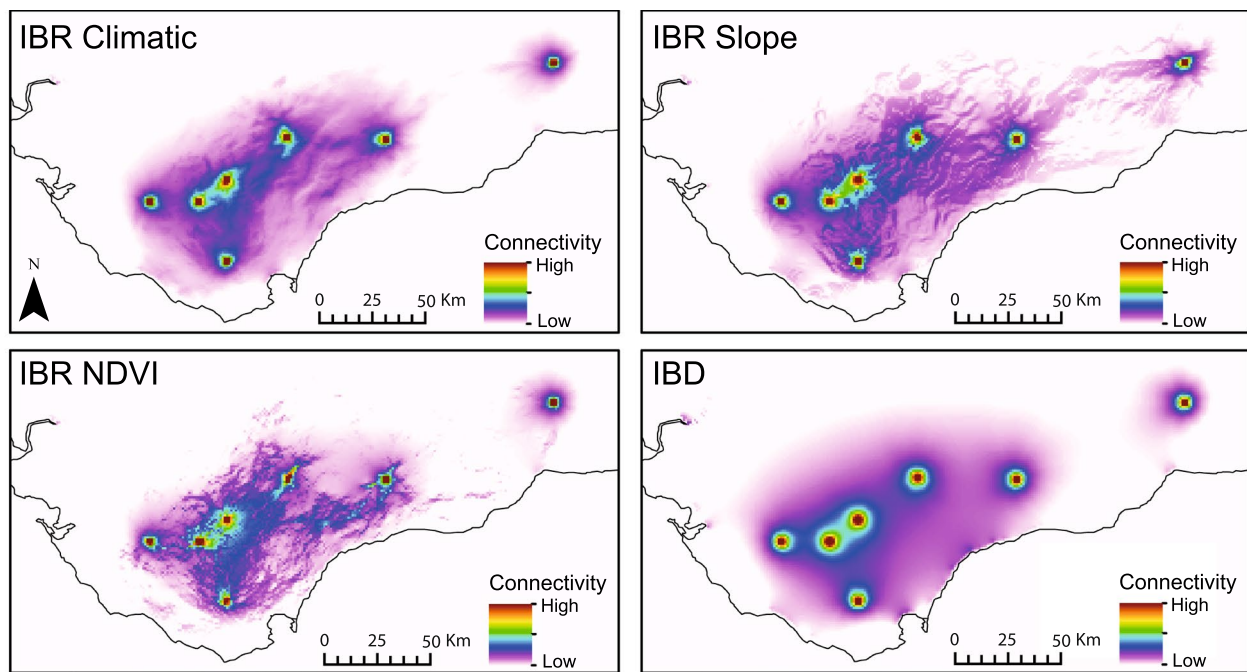 IBR Climatic
Connectivity
High
Low
N
0 25 50 Km
IBR Slope
Connectivity
High
Low
0 25 50 Km
IBR NDVI
Connectivity
High
Low
0 25 50 Km
IBD
Connectivity
High
Low
0 25 50 Km